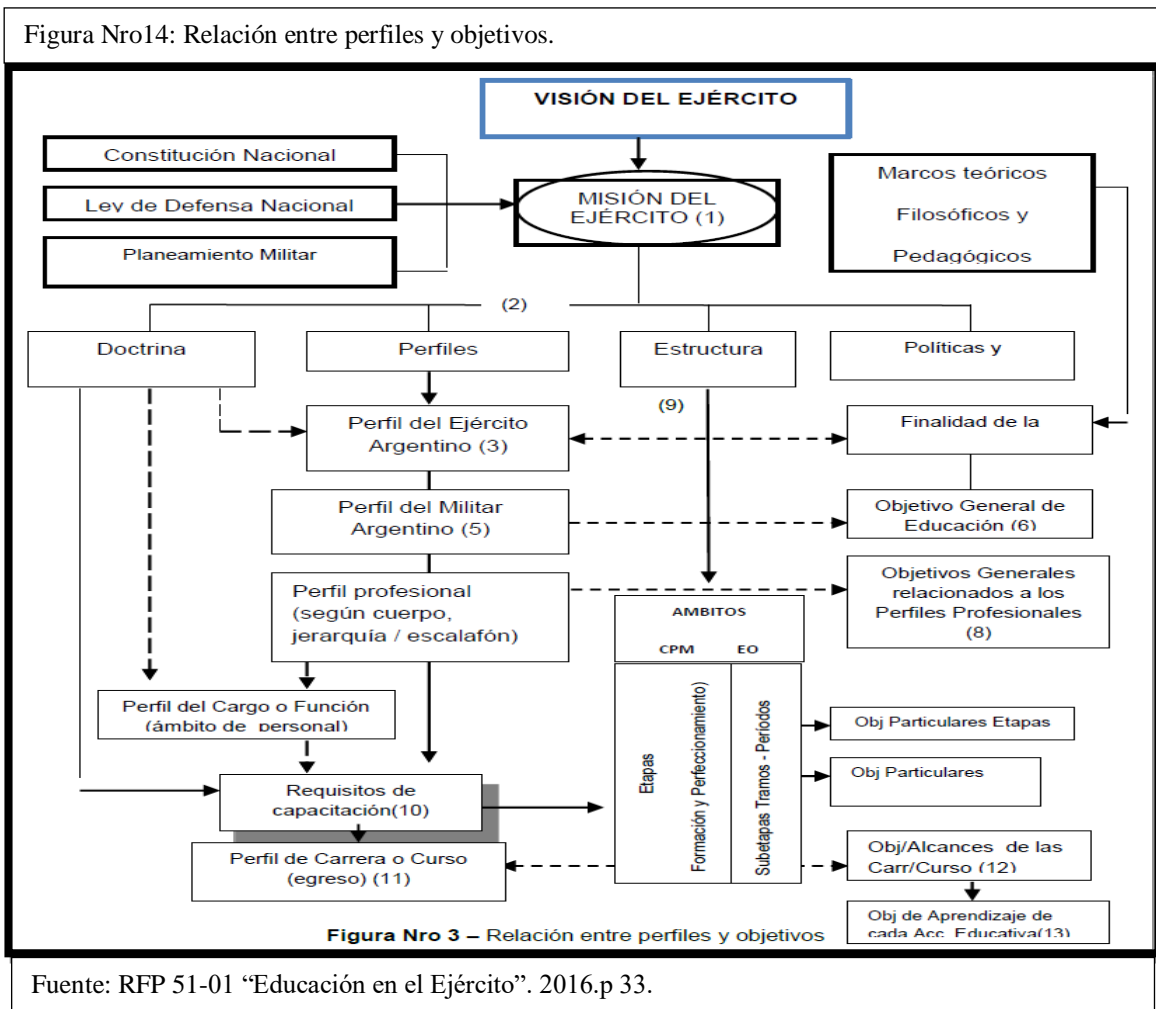 Figura Nro14: Relación entre perfiles y objetivos.
VISIÓN DEL EJÉRCITO
Constitución Nacional
Ley de Defensa Nacional
Planeamiento Militar
MISIÓN DEL
EJÉRCITO (1)
Marcos teóricos
Filosóficos y
Pedagógicos
(2)
Doctrina
Perfiles
Estructura
Políticas y
(9)
Perfil del Ejército
Argentino (3)
Finalidad de la
Perfil del Militar
Argentino (5)
Objetivo General de
Educación (6)
Perfil profesional
(según cuerpo,
jerarquía / escalafón)
Objetivos Generales
relacionados a los
Perfiles Profesionales
(8)
AMBITOS
CPM EO
Etapas
Formación y Perfeccionamiento)
Subetapas Tramos - Períodos
Perfil del Cargo o Función
(ámbito de personal)
Obj Particulares Etapas
Obj Particulares
Requisitos de
capacitación(10)
Perfil de Carrera o Curso
(egreso) (11)
Obj/Alcances de las
Carr/Curso (12)
Obj de Aprendizaje de
cada Acc Educativa(13)
Figura Nro 3 – Relación entre perfiles y objetivos
Fuente: RFP 51-01 “Educación en el Ejército”. 2016.p 33.